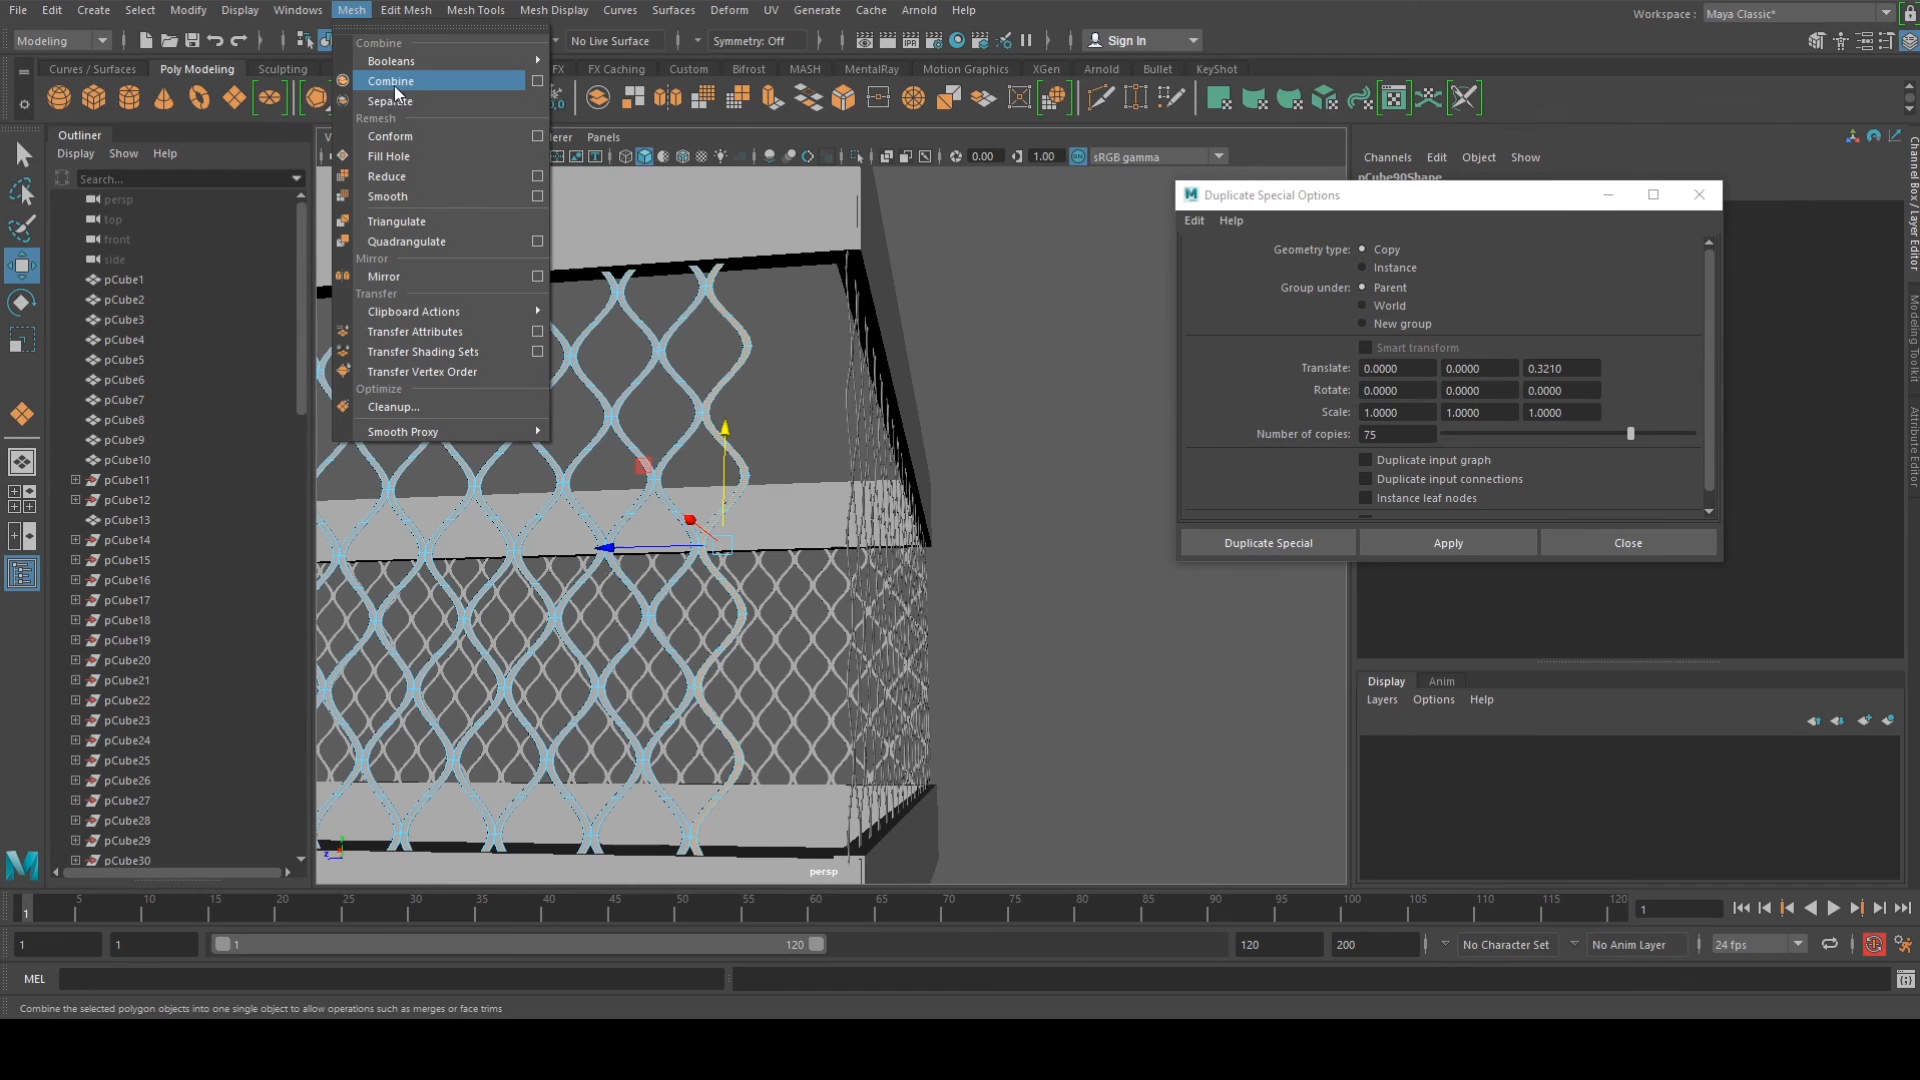 File Edit Create Select Modify Display Windows Mesh Edit Mesh Mesh Tools Mesh Display Curves Surfaces Deform UV Generate Cache Arnold Help
Workspace : Maya Classic*
Modeling No Live Surface Symmetry: Off Sign In
Curves / Surfaces Poly Modeling Sculpting FX FX Caching Custom Bifrost MASH MentalRay Motion Graphics XGen Arnold Bullet KeyShot
Combine
Booleans
Combine
Separate
Remesh
Conform
Fill Hole
Reduce
Smooth
Triangulate
Quadrangulate
Mirror
Mirror
Transfer
Clipboard Actions
Transfer Attributes
Transfer Shading Sets
Transfer Vertex Order
Optimize
Cleanup...
Smooth Proxy
Outliner
Display Show Help
Search...
persp
top
front
side
pCube1
pCube2
pCube3
pCube4
pCube5
pCube6
pCube7
pCube8
pCube9
pCube10
pCube11
pCube12
pCube13
pCube14
pCube15
pCube16
pCube17
pCube18
pCube19
pCube20
pCube21
pCube22
pCube23
pCube24
pCube25
pCube26
pCube27
pCube28
pCube29
pCube30
Panels
0.00 1.00 sRGB gamma
persp
Channels Edit Object Show
pCube90Shape
Duplicate Special Options
Edit Help
Geometry type: Copy
Instance
Group under: Parent
World
New group
Smart transform
Translate: 0.0000 0.0000 0.3210
Rotate: 0.0000 0.0000 0.0000
Scale: 1.0000 1.0000 1.0000
Number of copies: 75
Duplicate input graph
Duplicate input connections
Instance leaf nodes
Duplicate Special Apply Close
Channel Box / Layer Editor
Modeling Toolkit
Attribute Editor
Display Anim
Layers Options Help
1 5 10 15 20 25 30 35 40 45 50 55 60 65 70 75 80 85 90 95 100 105 110 115 120 1
1 1 1 120 120 200 No Character Set No Anim Layer 24 fps
MEL
Combine the selected polygon objects into one single object to allow operations such as merges or face trims